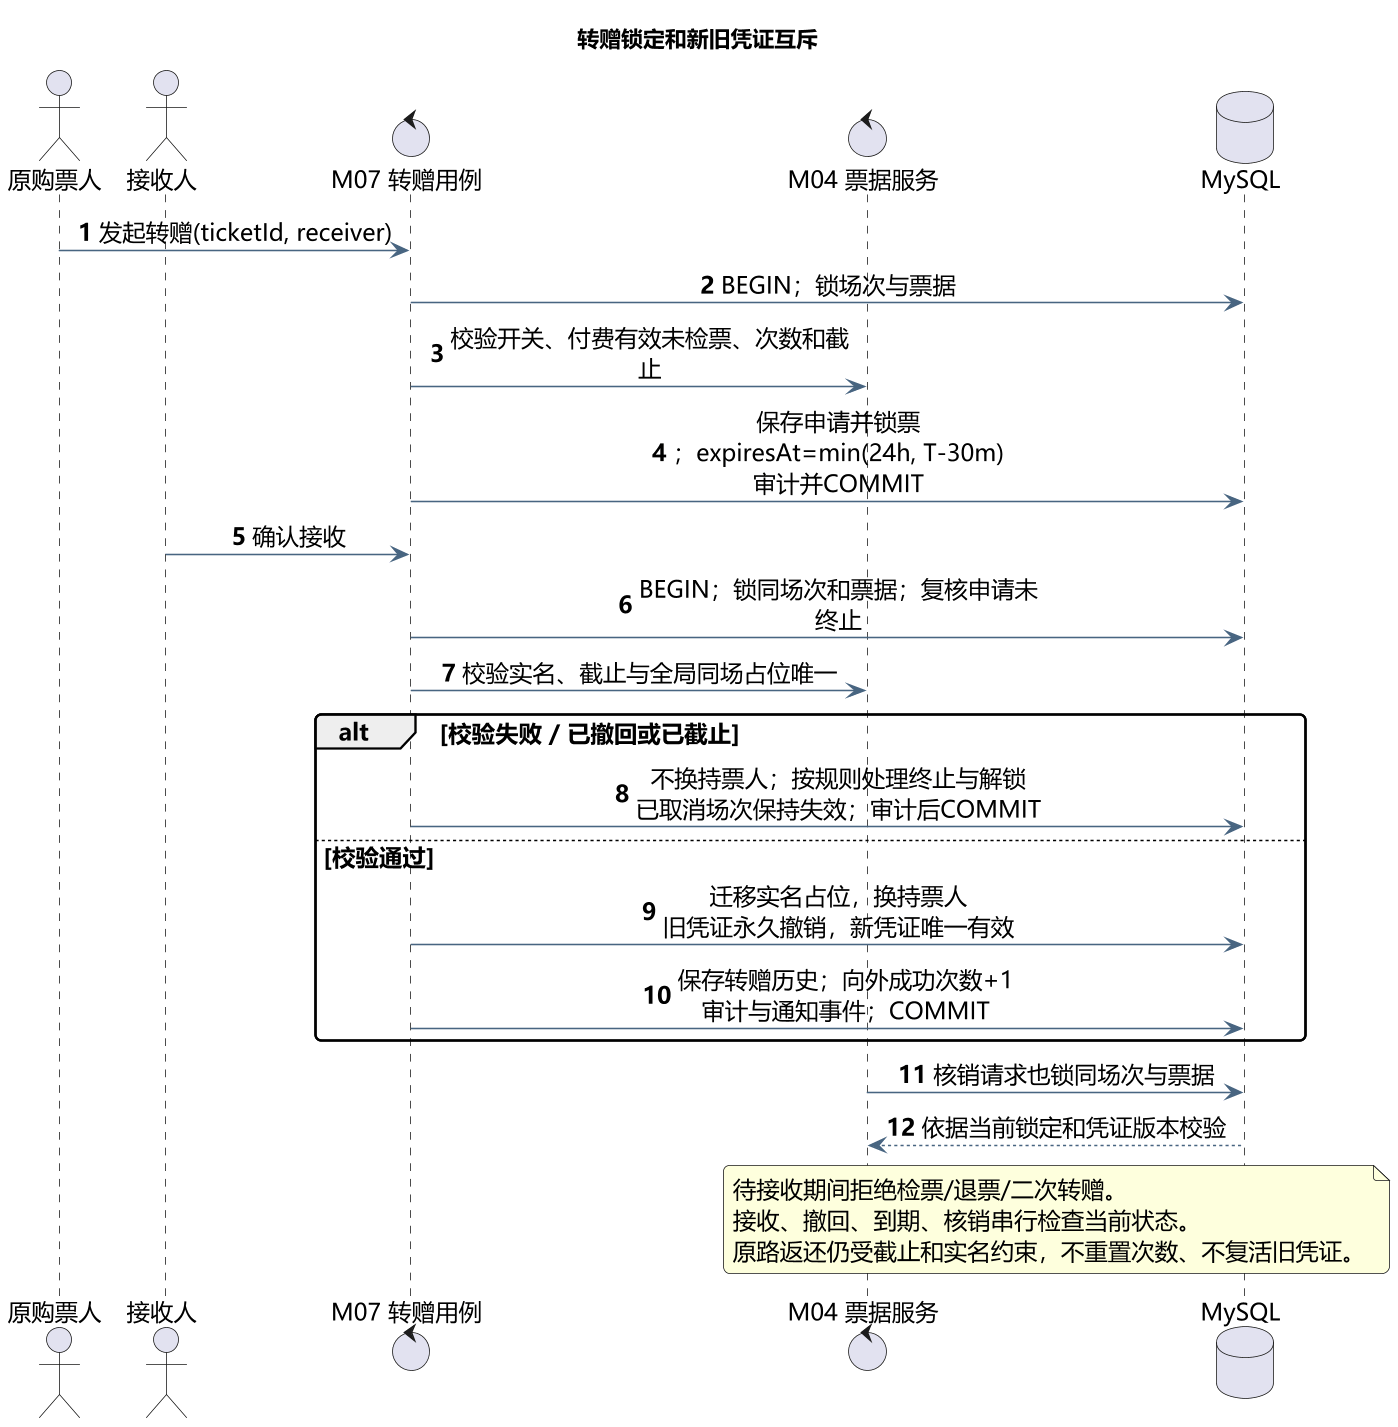 转赠锁定和新旧凭证互斥
原购票人
接收人
M07 转赠用例
M04 票据服务
MySQL
1 发起转赠(ticketId, receiver)
2 BEGIN；锁场次与票据
3 校验开关、付费有效未检票、次数和截
止
保存申请并锁票
4 ；expiresAt=min(24h, T-30m)
审计并COMMIT
5 确认接收
6 BEGIN；锁同场次和票据；复核申请未
终止
7 校验实名、截止与全局同场占位唯一
alt [校验失败 / 已撤回或已截止]
8 不换持票人；按规则处理终止与解锁
已取消场次保持失效；审计后COMMIT
[校验通过]
9 迁移实名占位，换持票人
旧凭证永久撤销，新凭证唯一有效
10 保存转赠历史；向外成功次数+1
审计与通知事件；COMMIT
11 核销请求也锁同场次与票据
12 依据当前锁定和凭证版本校验
待接收期间拒绝检票/退票/二次转赠。
接收、撤回、到期、核销串行检查当前状态。
原路返还仍受截止和实名约束，不重置次数、不复活旧凭证。
原购票人
接收人
M07 转赠用例
M04 票据服务
MySQL